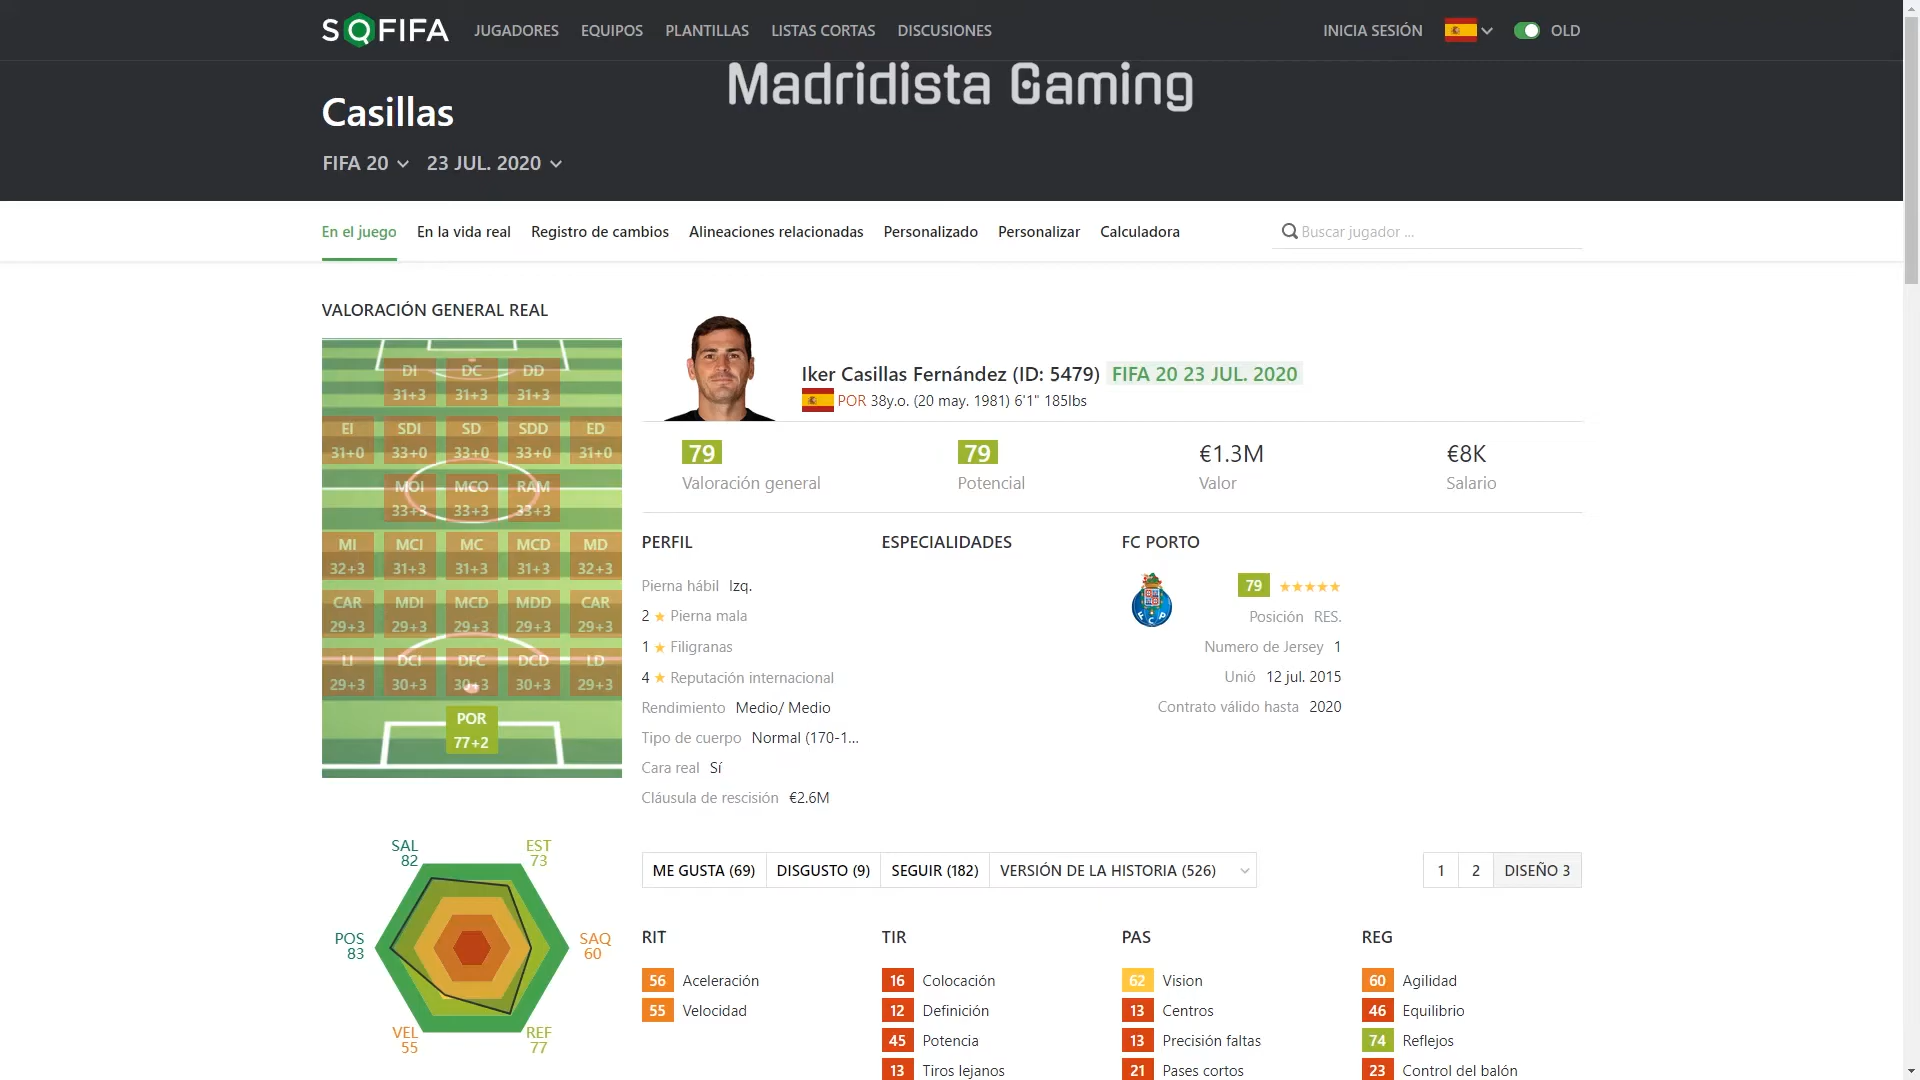 SOFIFA JUGADORES EQUIPOS PLANTILLAS LISTAS CORTAS DISCUSIONES INICIA SESIÓN OLD
Madridista Gaming
Casillas
FIFA 20 23 JUL. 2020
En el juego En la vida real Registro de cambios Alineaciones relacionadas Personalizado Personalizar Calculadora Buscar jugador ...
VALORACIÓN GENERAL REAL
DI DC DD
31+3 31+3 31+3
EI SDI SD SDD ED
31+0 33+0 33+0 33+0 31+0
MOI MCO RAM
33+3 33+3 33+3
MI MCI MC MCD MD
32+3 31+3 31+3 31+3 32+3
CAR MDI MCD MDD CAR
29+3 29+3 29+3 29+3 29+3
LI DCI DFC DCD LD
29+3 30+3 30+3 30+3 29+3
POR
77+2
Iker Casillas Fernández (ID: 5479) FIFA 20 23 JUL. 2020
POR 38y.o. (20 may. 1981) 6'1" 185lbs
79 79 €1.3M €8K
Valoración general Potencial Valor Salario
PERFIL
Pierna hábil Izq.
2 ★ Pierna mala
1 ★ Filigranas
4 ★ Reputación internacional
Rendimiento Medio/ Medio
Tipo de cuerpo Normal (170-1...
Cara real Sí
Cláusula de rescisión €2.6M
ESPECIALIDADES
FC PORTO
79 ★★★★★
Posición RES.
Numero de Jersey 1
Unió 12 jul. 2015
Contrato válido hasta 2020
SAL
82
EST
73
POS
83
SAQ
60
VEL
55
REF
77
ME GUSTA (69) DISGUSTO (9) SEGUIR (182) VERSIÓN DE LA HISTORIA (526) 1 2 DISEÑO 3
RIT
56 Aceleración
55 Velocidad
TIR
16 Colocación
12 Definición
45 Potencia
13 Tiros lejanos
PAS
62 Vision
13 Centros
13 Precisión faltas
21 Pases cortos
REG
60 Agilidad
46 Equilibrio
74 Reflejos
23 Control del balón